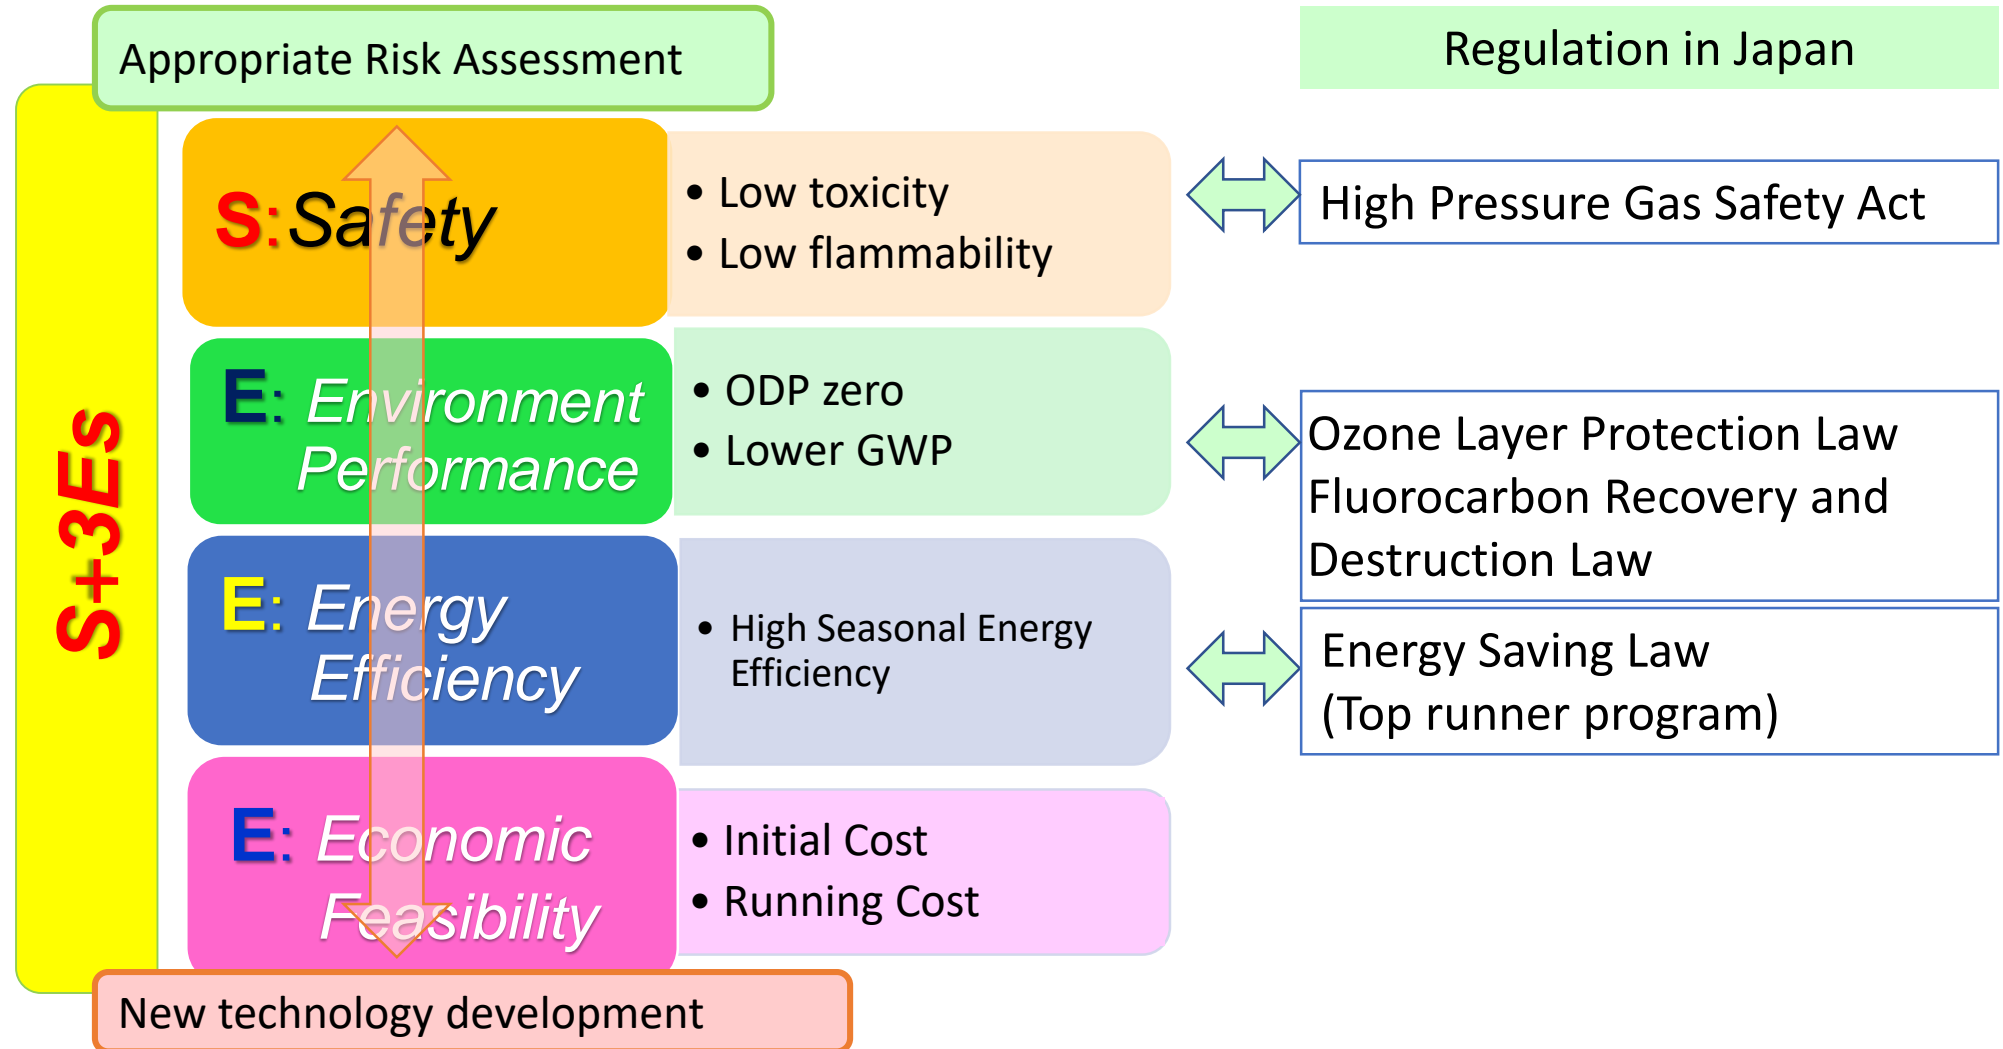 Appropriate Risk Assessment
Regulation in Japan
S+3Es
S: Safety
• Low toxicity
• Low flammability
High Pressure Gas Safety Act
E: Environment
Performance
• ODP zero
• Lower GWP
Ozone Layer Protection Law
Fluorocarbon Recovery and
Destruction Law
E: Energy
Efficiency
• High Seasonal Energy
Efficiency
Energy Saving Law
(Top runner program)
E: Economic
Feasibility
• Initial Cost
• Running Cost
New technology development